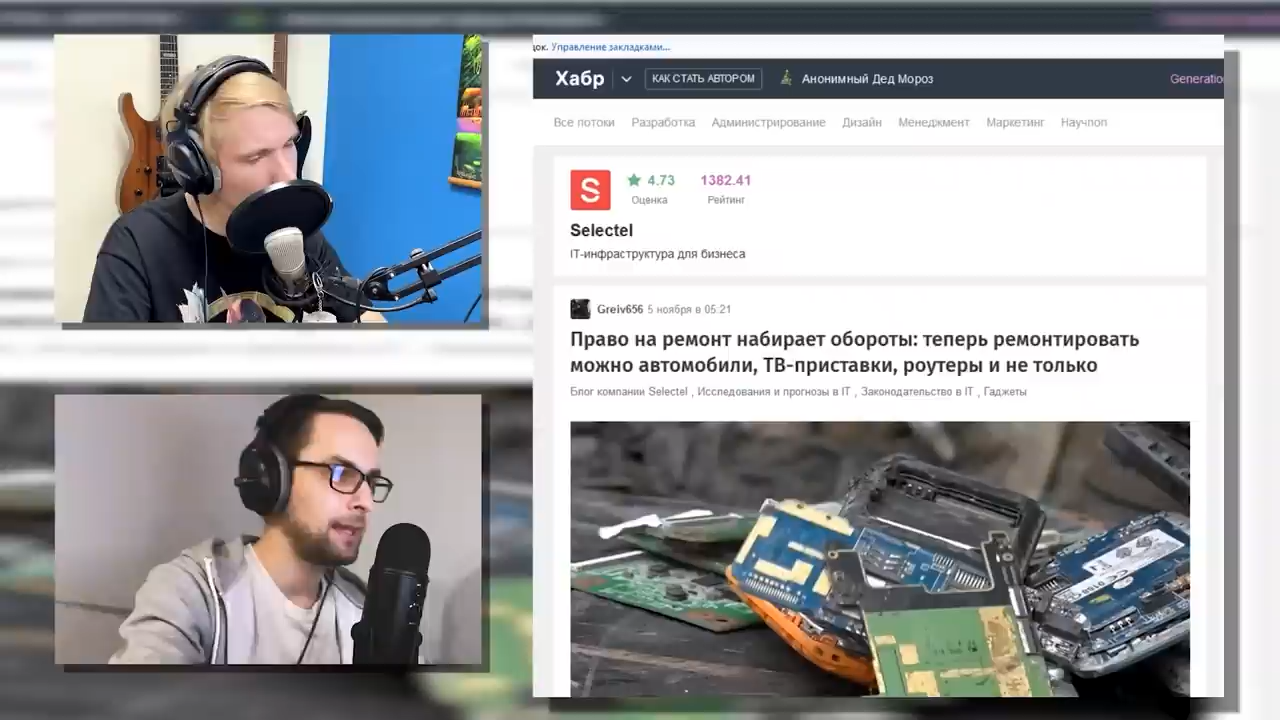 док. Управление закладками...
Хабр КАК СТАТЬ АВТОРОМ Анонимный Дед Мороз Generatio
Все потоки Разработка Администрирование Дизайн Менеджмент Маркетинг Научпоп
S 4.73 1382.41
Оценка Рейтинг
Selectel
IT-инфраструктура для бизнеса
Greiv656 5 ноября в 05:21
Право на ремонт набирает обороты: теперь ремонтировать
можно автомобили, ТВ-приставки, роутеры и не только
Блог компании Selectel , Исследования и прогнозы в IT , Законодательство в IT , Гаджеты